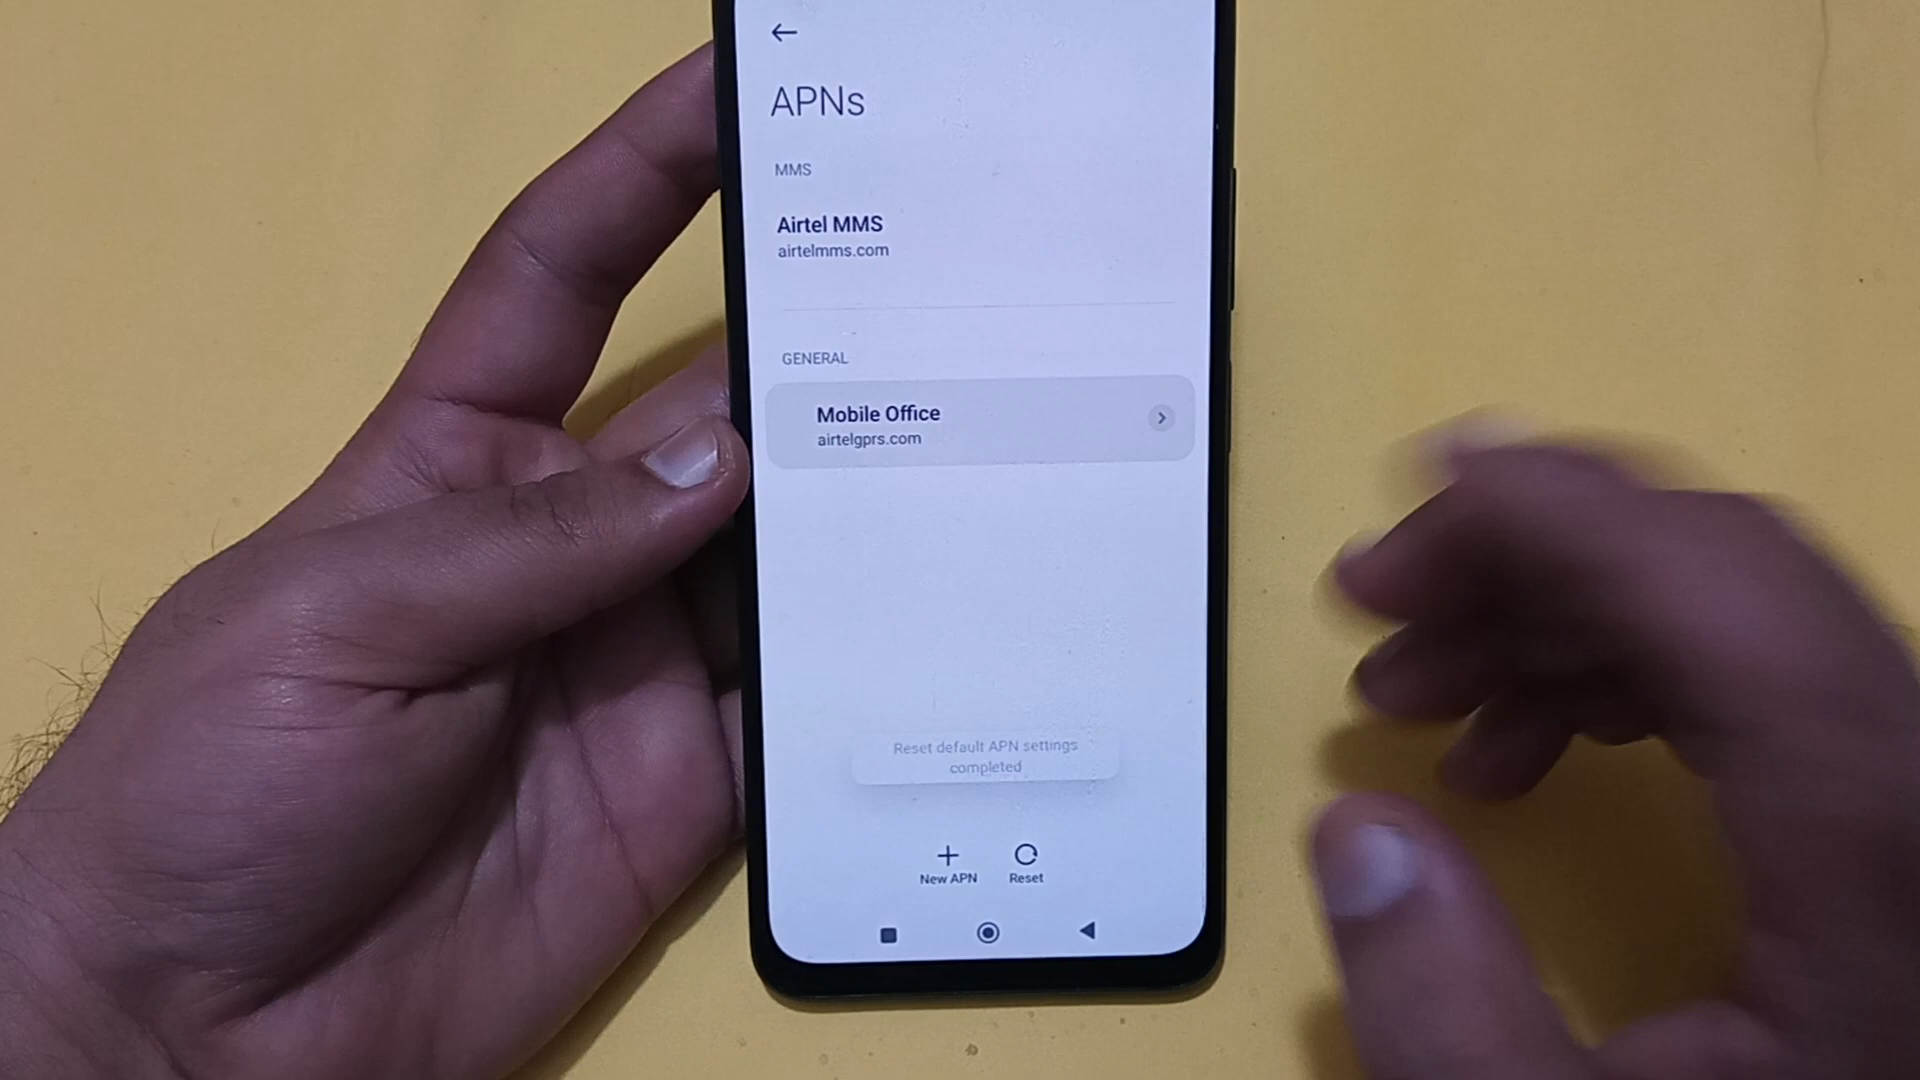 APNs
MMS
Airtel MMS
airtelmms.com
GENERAL
Mobile Office
airtelgprs.com
Reset default APN settings
completed
New APN
Reset